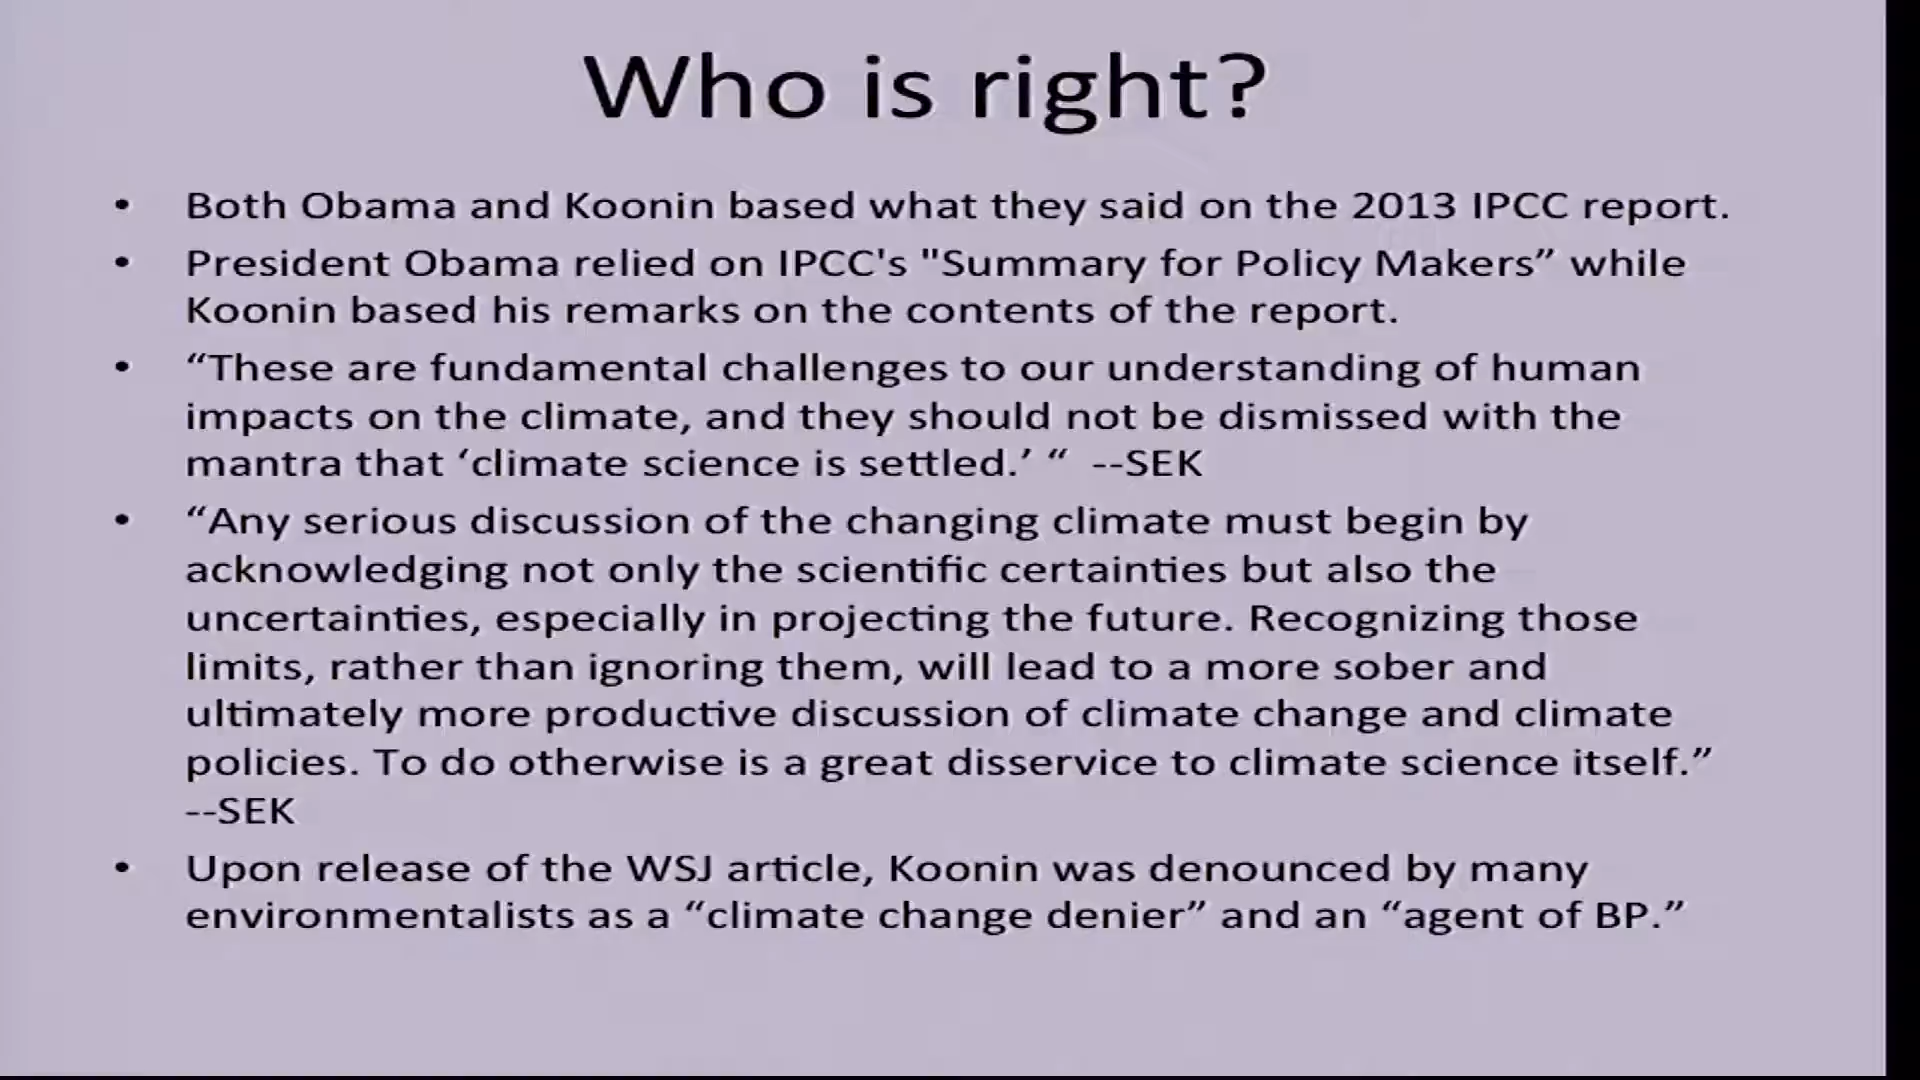 Who is right?
• Both Obama and Koonin based what they said on the 2013 IPCC report.
• President Obama relied on IPCC's "Summary for Policy Makers” while
Koonin based his remarks on the contents of the report.
• “These are fundamental challenges to our understanding of human
impacts on the climate, and they should not be dismissed with the
mantra that ‘climate science is settled.’ “ --SEK
• “Any serious discussion of the changing climate must begin by
acknowledging not only the scientific certainties but also the
uncertainties, especially in projecting the future. Recognizing those
limits, rather than ignoring them, will lead to a more sober and
ultimately more productive discussion of climate change and climate
policies. To do otherwise is a great disservice to climate science itself.”
--SEK
• Upon release of the WSJ article, Koonin was denounced by many
environmentalists as a “climate change denier” and an “agent of BP.”